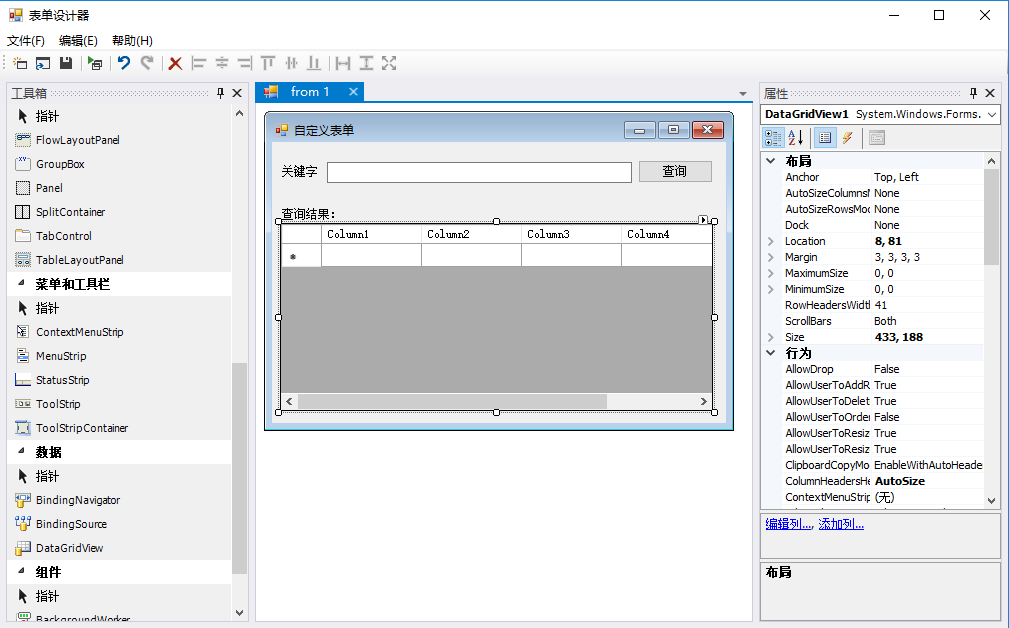 表单设计器
文件(F) 编辑(E) 帮助(H)
工具箱
指针
FlowLayoutPanel
GroupBox
Panel
SplitContainer
TabControl
TableLayoutPanel
菜单和工具栏
指针
ContextMenuStrip
MenuStrip
StatusStrip
ToolStrip
ToolStripContainer
数据
指针
BindingNavigator
BindingSource
DataGridView
组件
指针
BackgroundWorker
from 1
自定义表单
关键字
查询
查询结果:
Column1 Column2 Column3 Column4
属性
DataGridView1 System.Windows.Forms.
布局
Anchor Top, Left
AutoSizeColumnsM None
AutoSizeRowsMod None
Dock None
Location 8, 81
Margin 3, 3, 3, 3
MaximumSize 0, 0
MinimumSize 0, 0
RowHeadersWidtl 41
ScrollBars Both
Size 433, 188
行为
AllowDrop False
AllowUserToAddR True
AllowUserToDelet True
AllowUserToOrder False
AllowUserToResiz True
AllowUserToResiz True
ClipboardCopyMo EnableWithAutoHeade
ColumnHeadersHe AutoSize
ContextMenuStrip (无)
编辑列..., 添加列...
布局